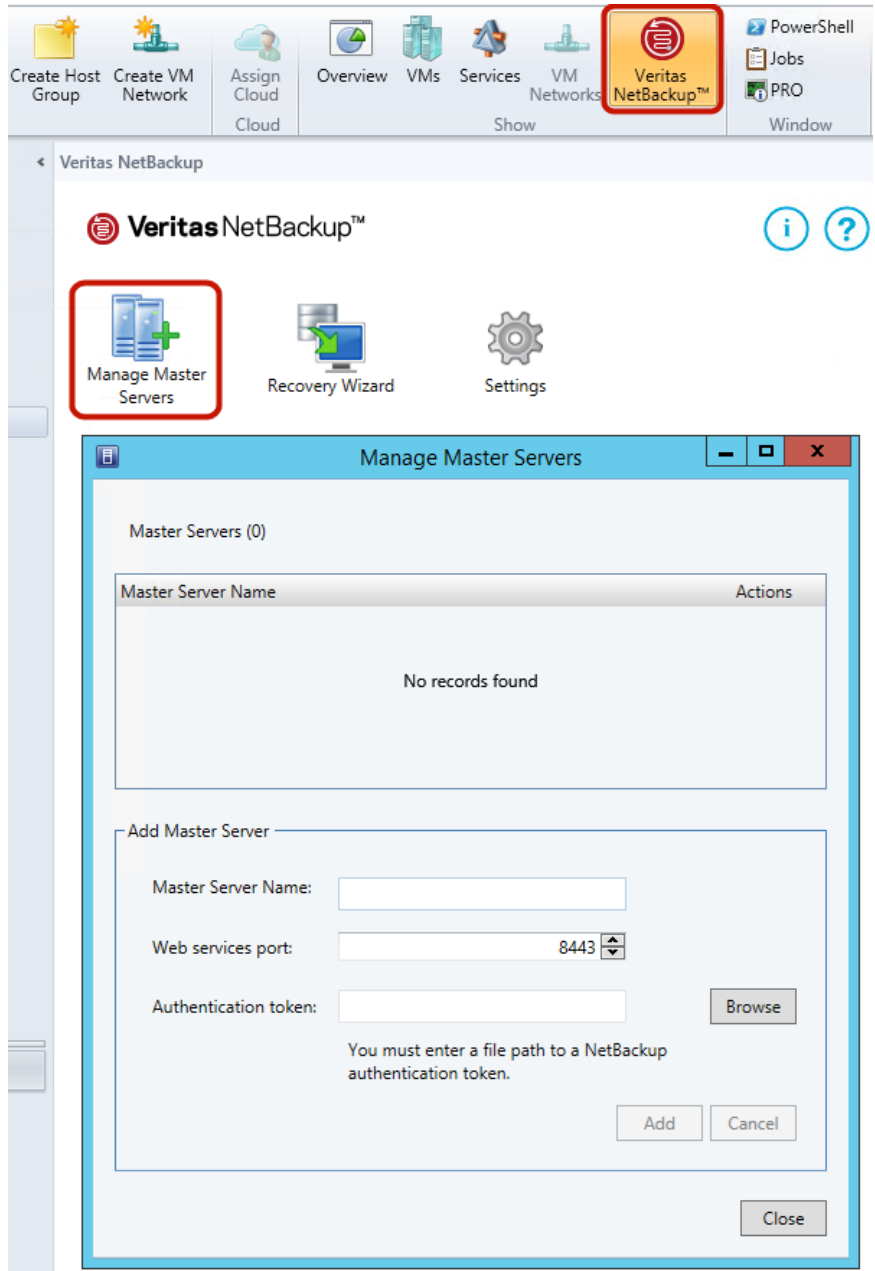 Create Host Group
Create VM Network
Assign Cloud
Overview
VMs
Services
VM Networks
Veritas NetBackup™
PowerShell
Jobs
PRO
Cloud
Show
Window
Veritas NetBackup
Veritas NetBackup™
Manage Master Servers
Recovery Wizard
Settings
Manage Master Servers
Master Servers (0)
Master Server Name
Actions
No records found
Add Master Server
Master Server Name:
Web services port:
8443
Authentication token:
Browse
You must enter a file path to a NetBackup
authentication token.
Add
Cancel
Close